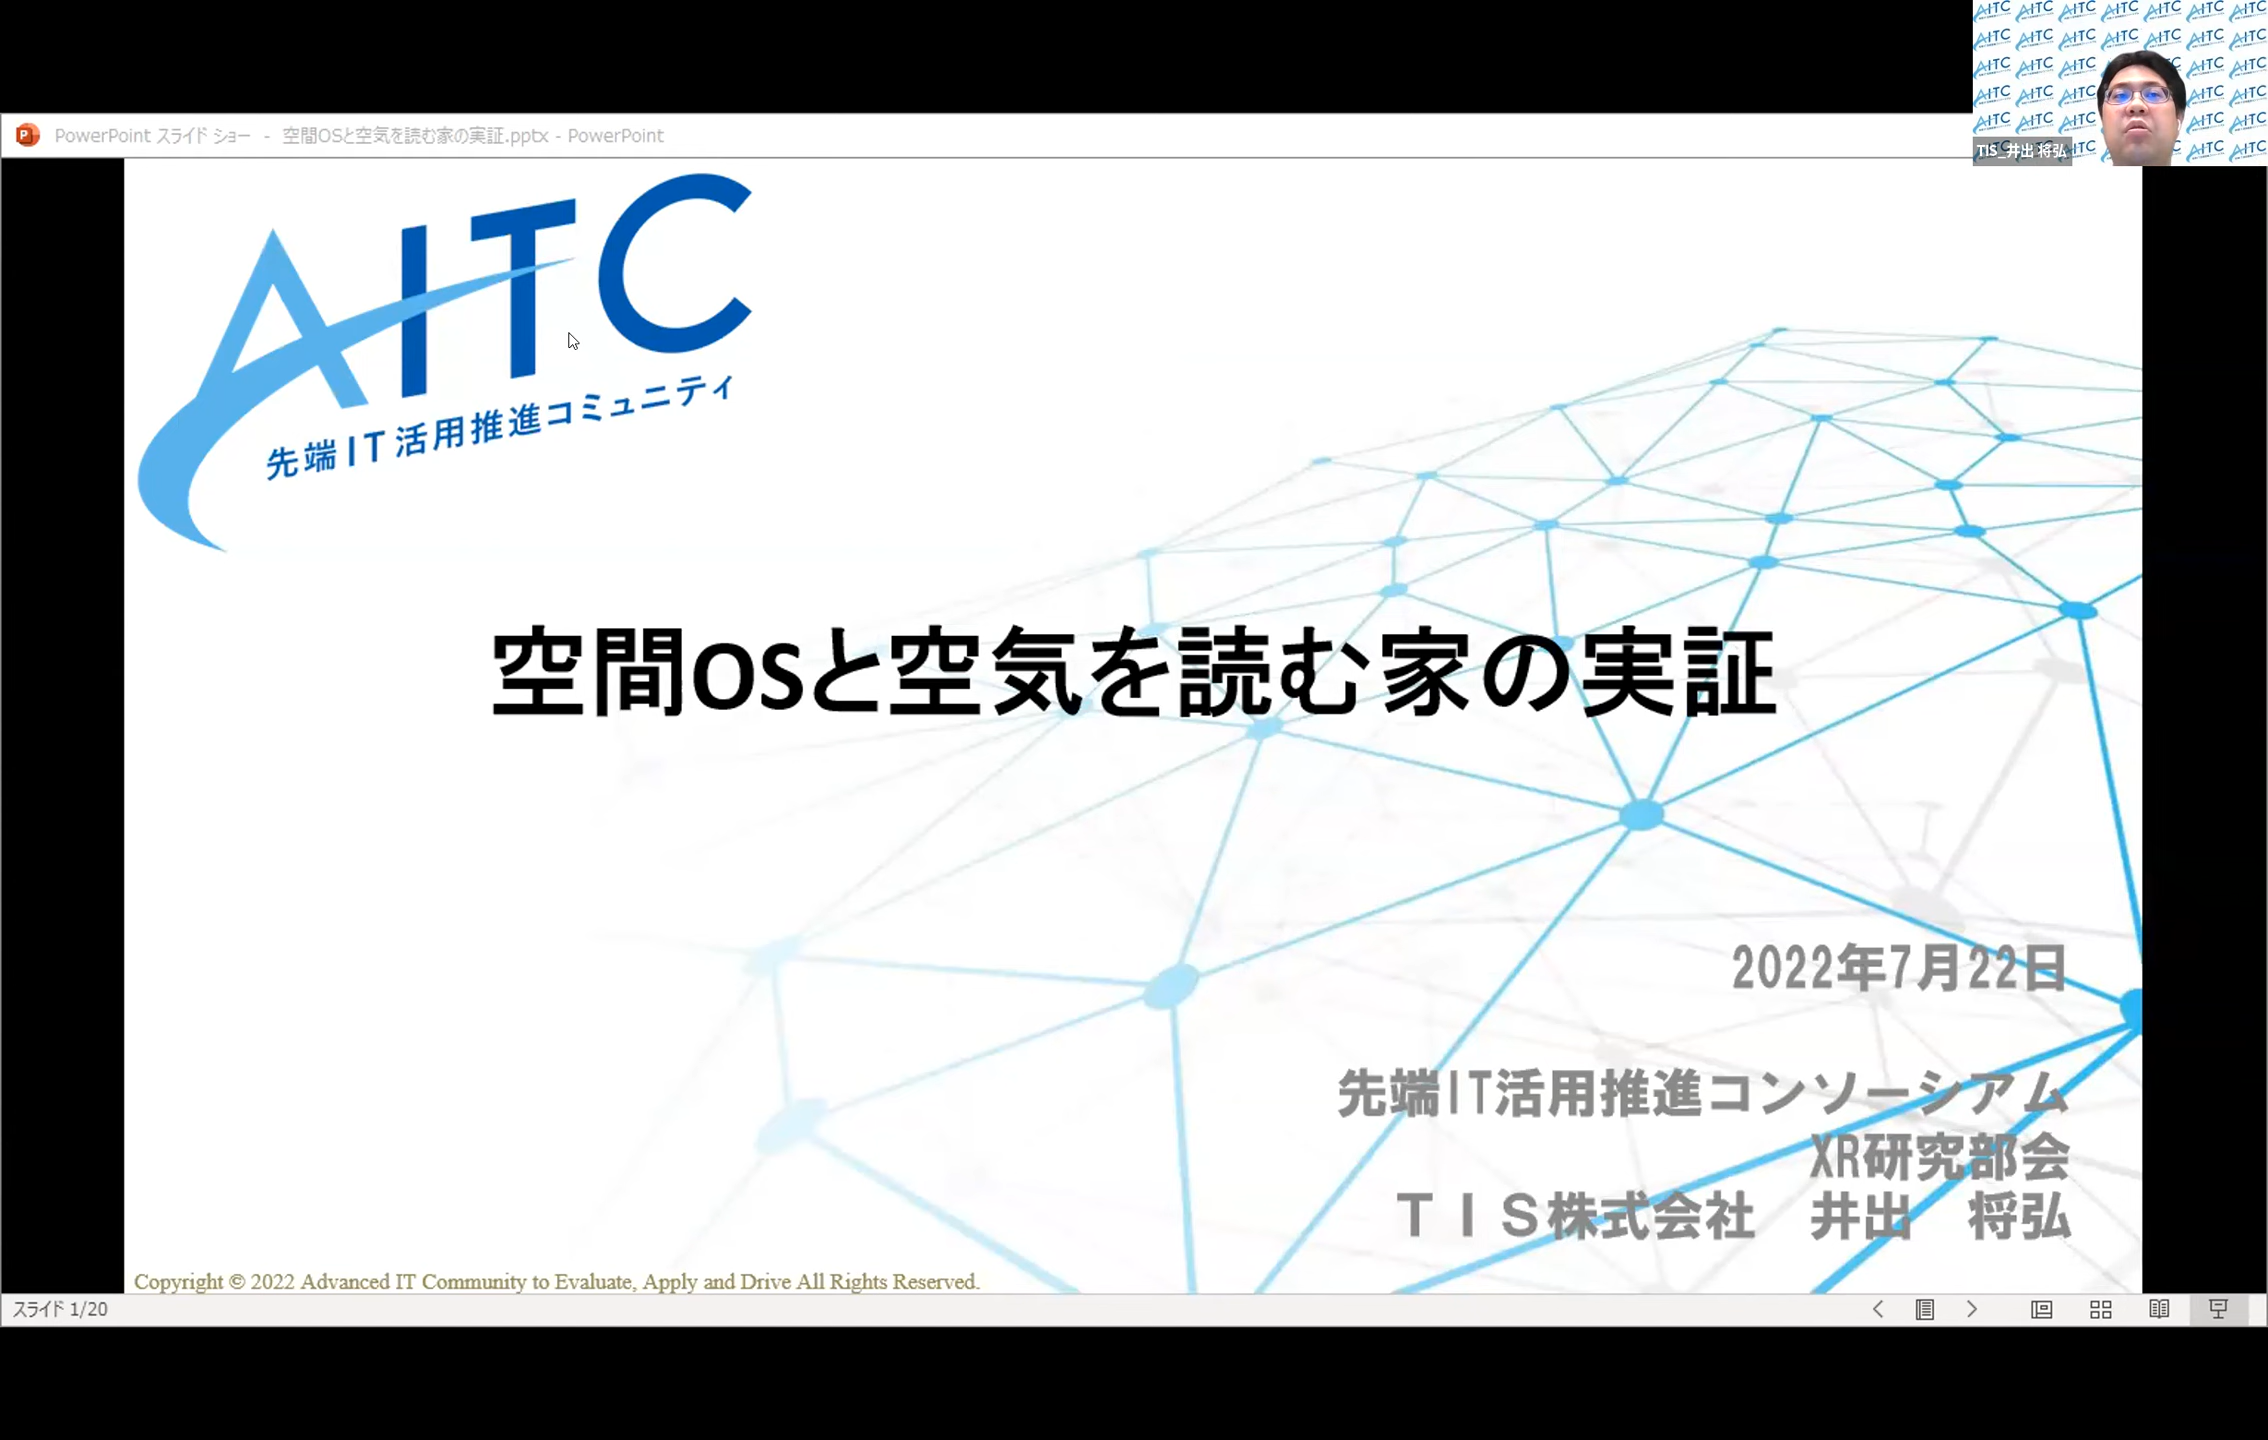 PowerPoint スライド ショー - 空間OSと空気を読む家の実証.pptx - PowerPoint
TIS_井出 将弘
AITC
先端IT活用推進コミュニティ
空間OSと空気を読む家の実証
2022年7月22日
先端IT活用推進コンソーシアム
XR研究部会
ＴＩＳ株式会社　井出　将弘
Copyright © 2022 Advanced IT Community to Evaluate, Apply and Drive All Rights Reserved.
スライド 1/20